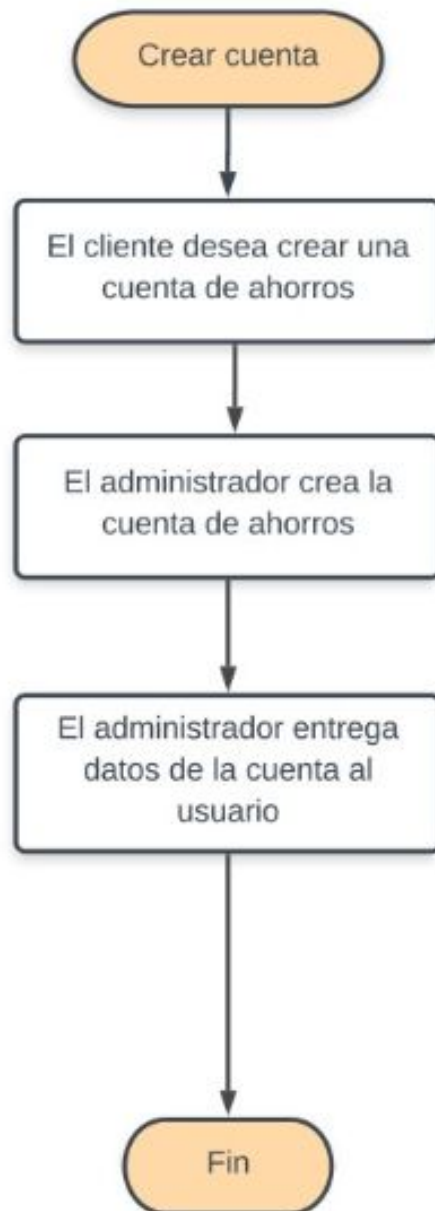 Crear cuenta
El cliente desea crear una
cuenta de ahorros
El administrador crea la
cuenta de ahorros
El administrador entrega
datos de la cuenta al
usuario
Fin